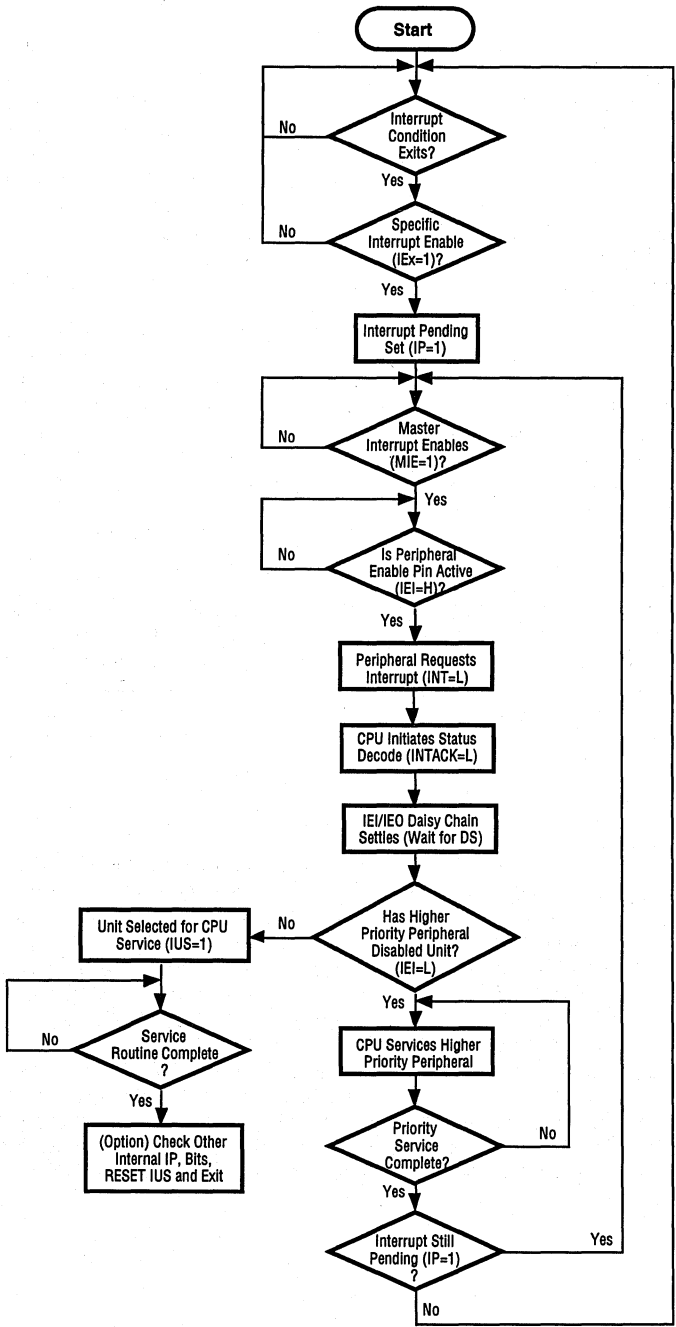 Start
Interrupt
Condition
Exits?
No
Yes
Specific
Interrupt Enable
(IEx=1)?
No
Yes
Interrupt Pending
Set (IP=1)
Master
Interrupt Enables
(MIE=1)?
No
Yes
Is Peripheral
Enable Pin Active
(IEI=H)?
No
Yes
Peripheral Requests
Interrupt (INT=L)
CPU Initiates Status
Decode (INTACK=L)
IEI/IEO Daisy Chain
Settles (Wait for DS)
Has Higher
Priority Peripheral
Disabled Unit?
(IEI=L)
No
Unit Selected for CPU
Service (IUS=1)
Service
Routine Complete
?
No
Yes
(Option) Check Other
Internal IP, Bits,
RESET IUS and Exit
Yes
CPU Services Higher
Priority Peripheral
Priority
Service
Complete?
No
Yes
Interrupt Still
Pending (IP=1)
?
Yes
No